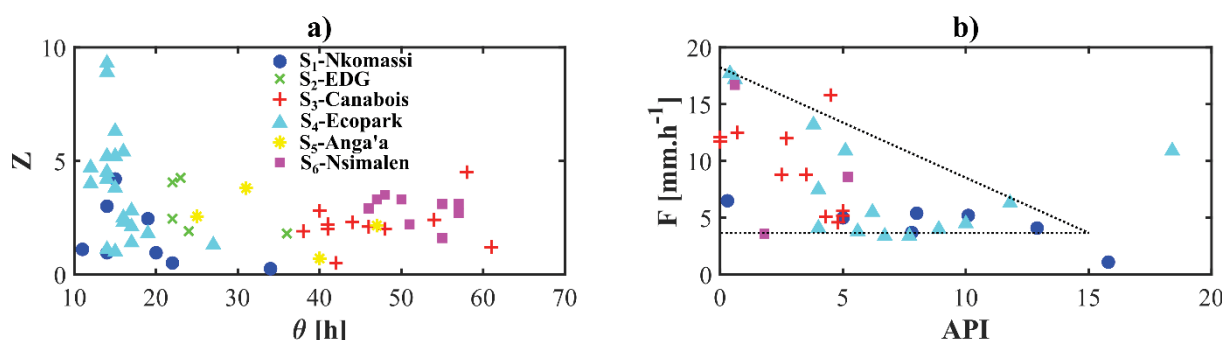 a)
10
5
0
Z
10 20 30 40 50 60 70
θ [h]
S₁-Nkomassi
S₂-EDG
S₃-Canabois
S₄-Ecopark
S₅-Anga'a
S₆-Nsimalen
b)
20
15
10
5
0
F [mm.h⁻¹]
0 5 10 15 20
API